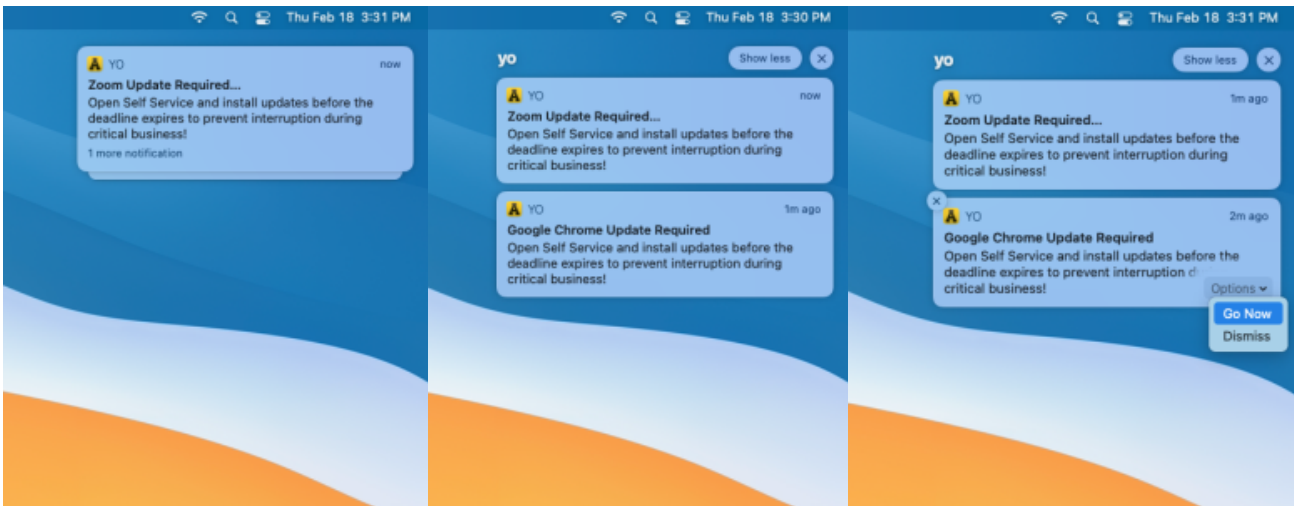 Thu Feb 18 3:31 PM
YO
now
Zoom Update Required...
Open Self Service and install updates before the
deadline expires to prevent interruption during
critical business!
1 more notification
Thu Feb 18 3:30 PM
yo
Show less
YO
now
Zoom Update Required...
Open Self Service and install updates before the
deadline expires to prevent interruption during
critical business!
YO
1m ago
Google Chrome Update Required
Open Self Service and install updates before the
deadline expires to prevent interruption during
critical business!
Thu Feb 18 3:31 PM
yo
Show less
YO
1m ago
Zoom Update Required...
Open Self Service and install updates before the
deadline expires to prevent interruption during
critical business!
YO
2m ago
Google Chrome Update Required
Open Self Service and install updates before the
deadline expires to prevent interruption d
critical business!
Options
Go Now
Dismiss